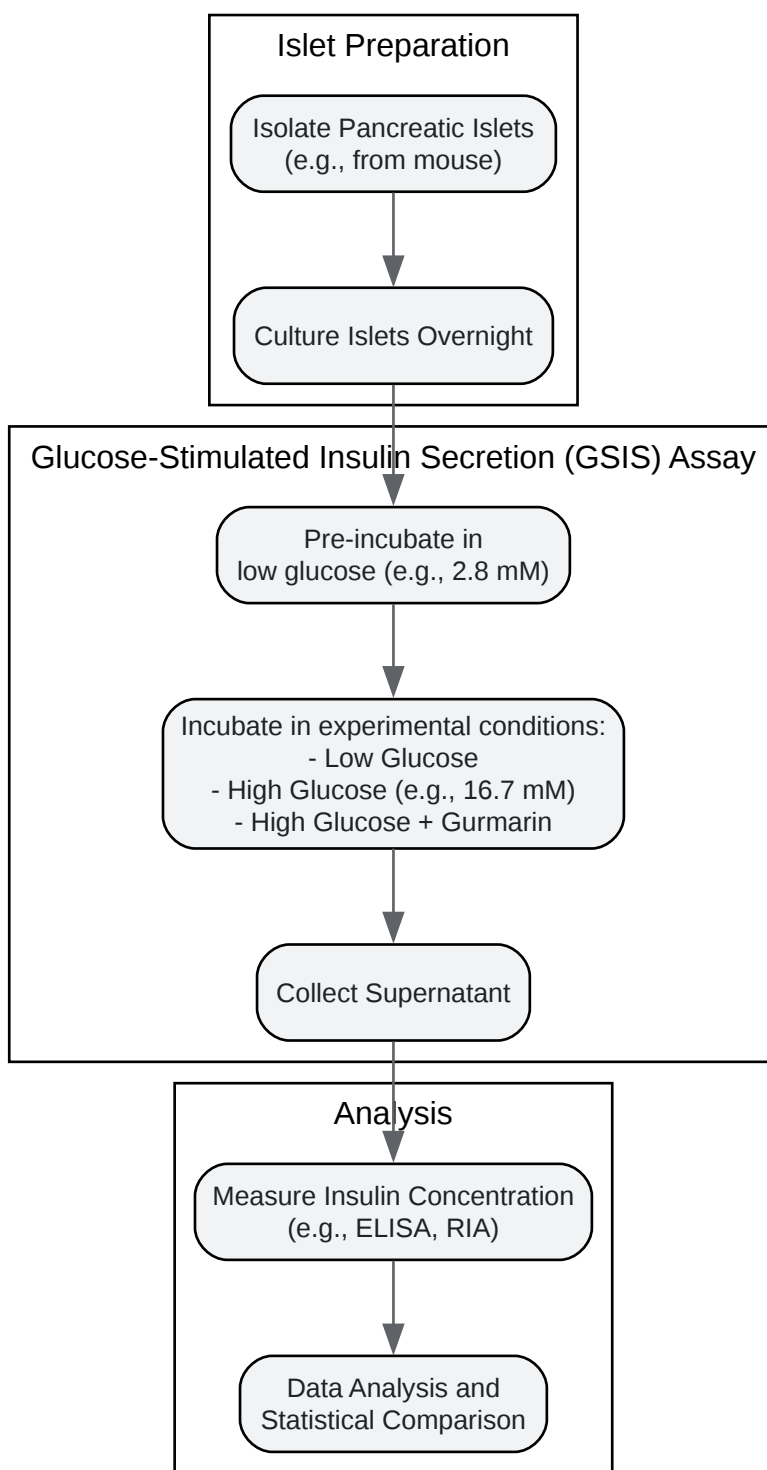 Islet Preparation
Isolate Pancreatic Islets
(e.g., from mouse)
Culture Islets Overnight
Glucose-Stimulated Insulin Secretion (GSIS) Assay
Pre-incubate in
low glucose (e.g., 2.8 mM)
Incubate in experimental conditions:
- Low Glucose
- High Glucose (e.g., 16.7 mM)
- High Glucose + Gurmarin
Collect Supernatant
Analysis
Measure Insulin Concentration
(e.g., ELISA, RIA)
Data Analysis and
Statistical Comparison